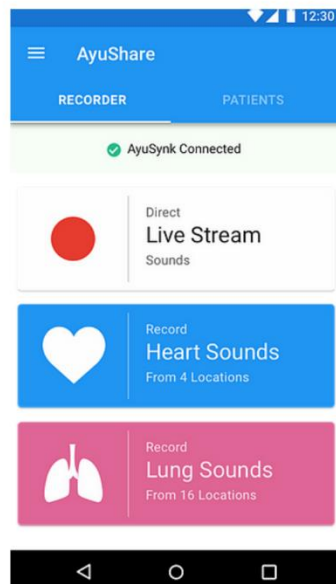 12:30
AyuShare
RECORDER PATIENTS
AyuSynk Connected
Direct
Live Stream
Sounds
Record
Heart Sounds
From 4 Locations
Record
Lung Sounds
From 16 Locations